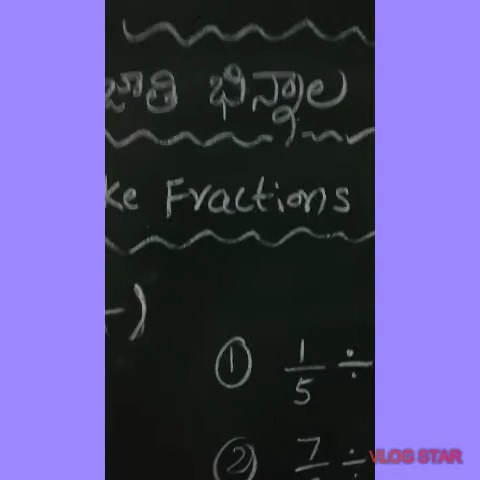 జాతి భిన్నాల
ke Fractions
-)
① 1/5 ÷
② 7/ ÷
VLOG STAR